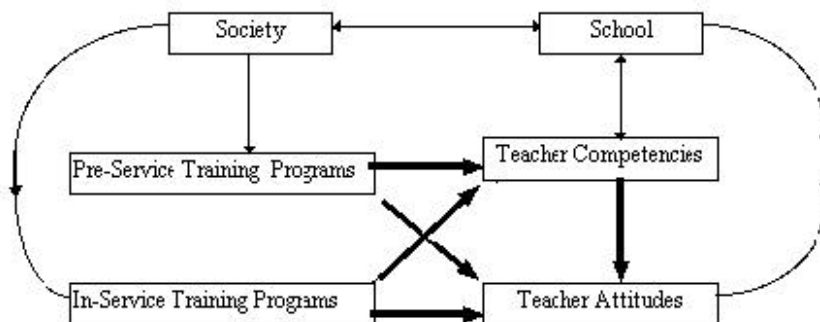 Society
School
Pre-Service Training Programs
Teacher Competencies
In-Service Training Programs
Teacher Attitudes